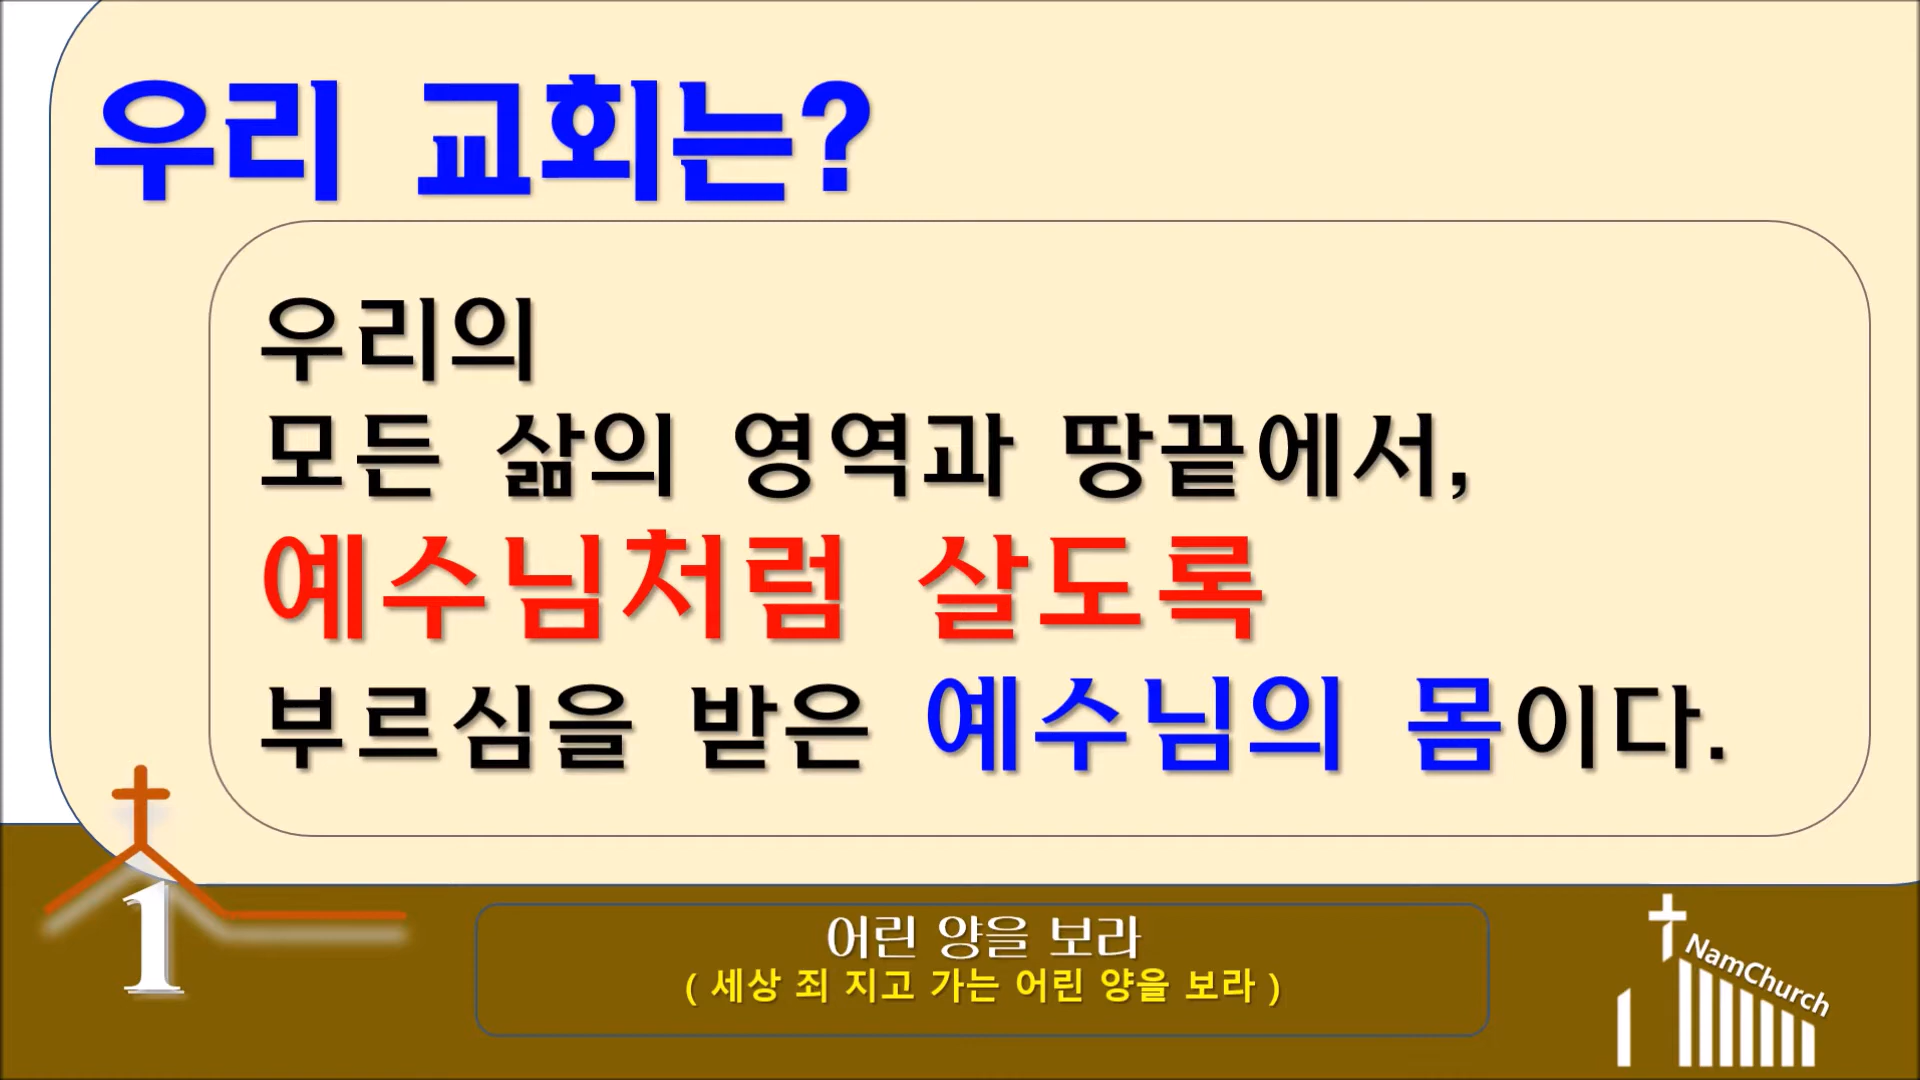 우리 교회는?
우리의
모든 삶의 영역과 땅끝에서,
예수님처럼 살도록
부르심을 받은 예수님의 몸이다.
1
어린 양을 보라
( 세상 죄 지고 가는 어린 양을 보라 )
NamChurch